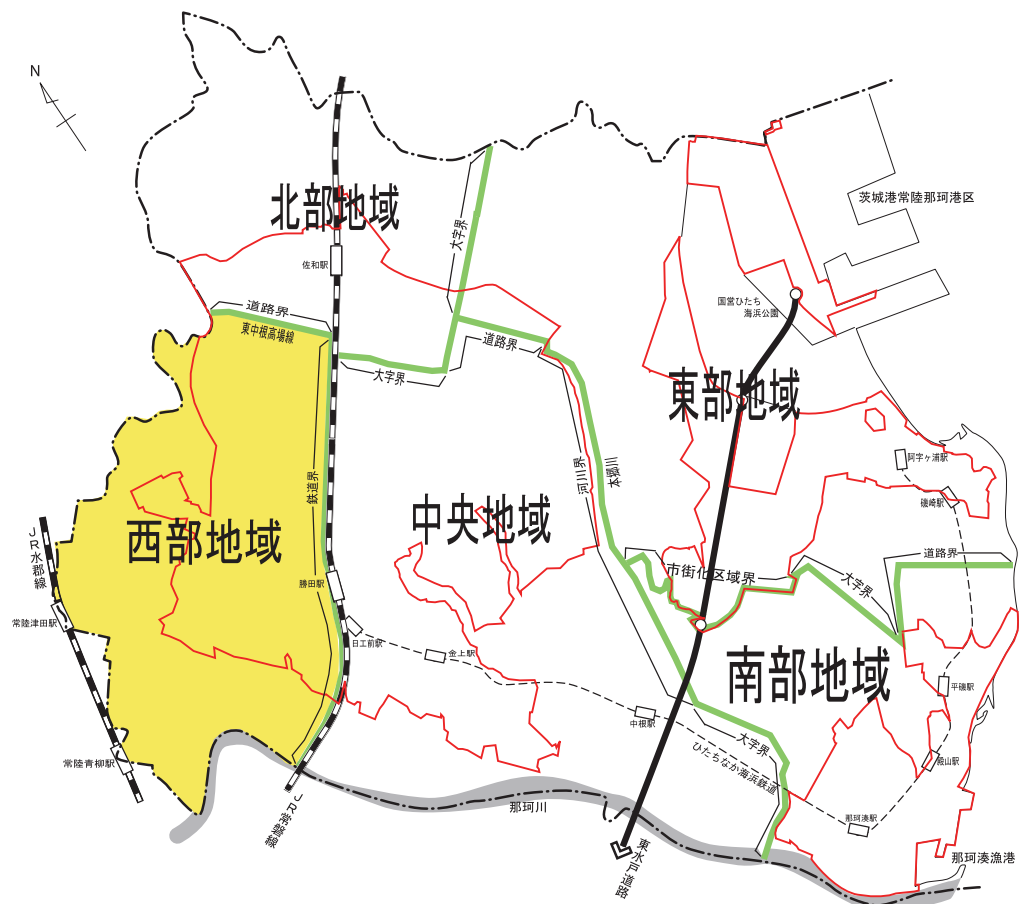 N
茨城港常陸那珂港区
北部地域
大字界
佐和駅
国営ひたち
海浜公園
道路界
東中根高場線
道路界
大字界
東部地域
阿字ヶ浦駅
磯崎駅
鉄道界
河川界
本郷川
西部地域
中央地域
JR水郡線
市街化区域界
大字界
道路界
勝田駅
常陸津田駅
日工前駅
金上駅
南部地域
平磯駅
中根駅
大字界
ひたちなか海浜鉄道
殿山駅
常陸青柳駅
JR常磐線
那珂川
那珂湊駅
東水戸道路
那珂湊漁港